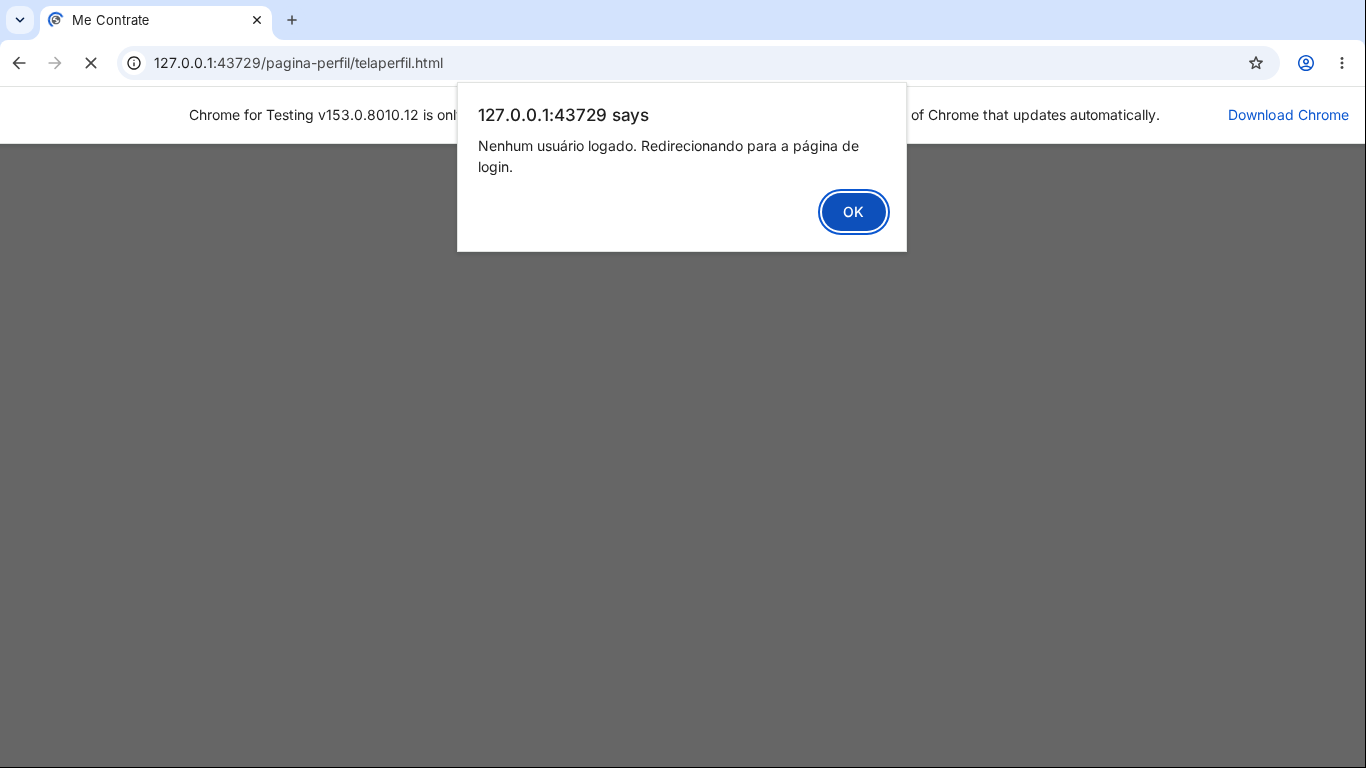 Me Contrate
127.0.0.1:43729/pagina-perfil/telaperfil.html
Chrome for Testing v153.0.8010.12 is onl
of Chrome that updates automatically.
Download Chrome
127.0.0.1:43729 says
Nenhum usuário logado. Redirecionando para a página de
login.
OK